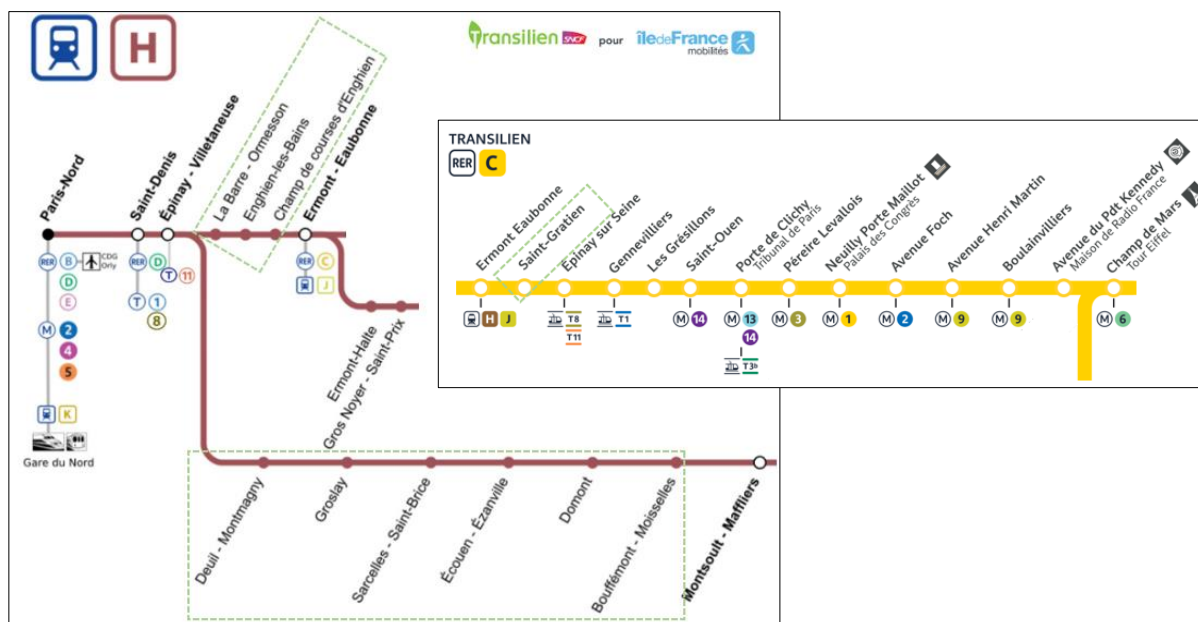 H
Transilien SNCF pour îledeFrance
mobilités
Paris-Nord
Saint-Denis
Épinay - Villetaneuse
La Barre - Ormesson
Enghien-les-Bains
Champ de courses d'Enghien
Ermont - Eaubonne
RER B CDG
Orly
D
E
M 2
4
5
K
Gare du Nord
RER D
T 1
8
T 11
RER C
J
Ermont-Halte
Gros Noyer - Saint-Prix
Deuil - Montmagny
Groslay
Sarcelles - Saint-Brice
Écouen - Ézanville
Domont
Bouffémont - Moisselles
Montsoult - Maffliers
TRANSILIEN
RER C
Ermont Eaubonne
Saint-Gratien
Epinay sur Seine
Gennevilliers
Les Grésillons
Saint-Ouen
Porte de Clichy
Tribunal de Paris
Péreire Levallois
Neuilly Porte Maillot
Palais des Congrès
Avenue Foch
Avenue Henri Martin
Boulainvilliers
Avenue du Pdt Kennedy
Maison de Radio France
Champ de Mars
Tour Eiffel
H J
T8
T11
T1
M 14
M 13
14
T3b
M 3
M 1
M 2
M 9
M 9
M 6